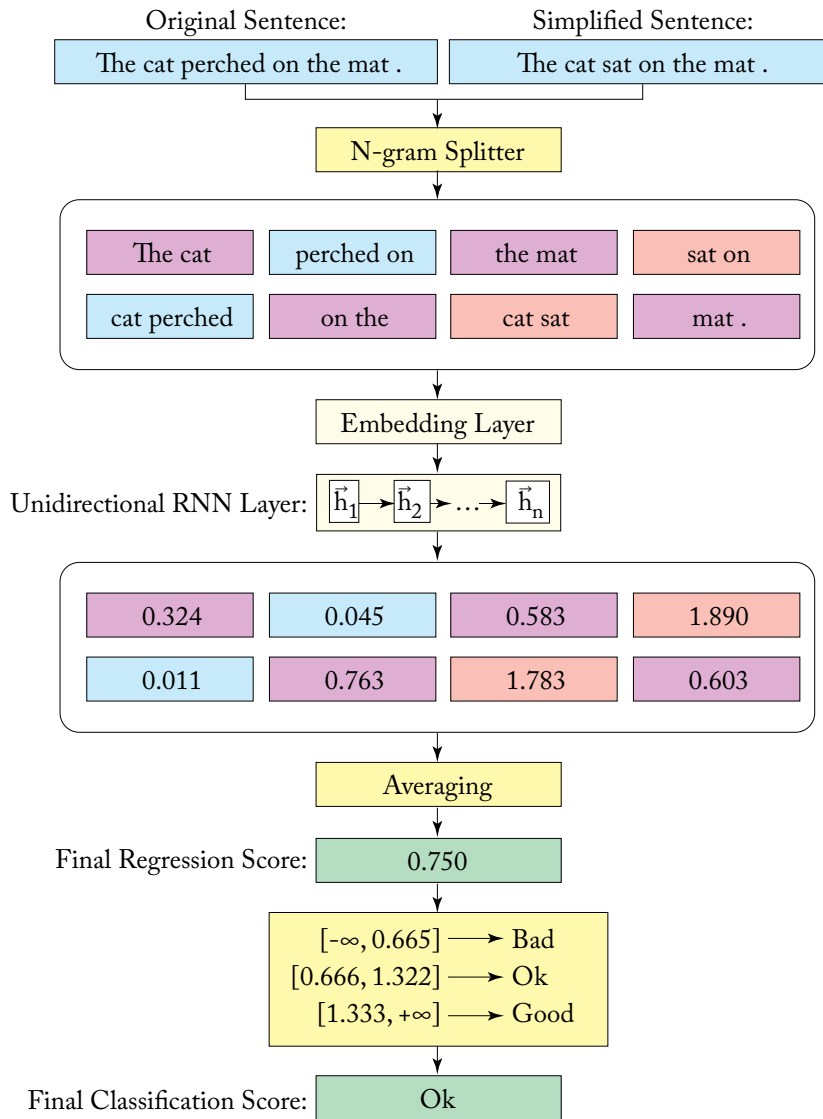 Original Sentence: Simplified Sentence:
The cat perched on the mat . The cat sat on the mat .
N-gram Splitter
The cat perched on the mat sat on
cat perched on the cat sat mat .
Embedding Layer
Unidirectional RNN Layer: h⃗₁ h⃗₂ … h⃗ₙ
0.324 0.045 0.583 1.890
0.011 0.763 1.783 0.603
Averaging
Final Regression Score: 0.750
[-∞, 0.665] Bad
[0.666, 1.322] Ok
[1.333, +∞] Good
Final Classification Score: Ok